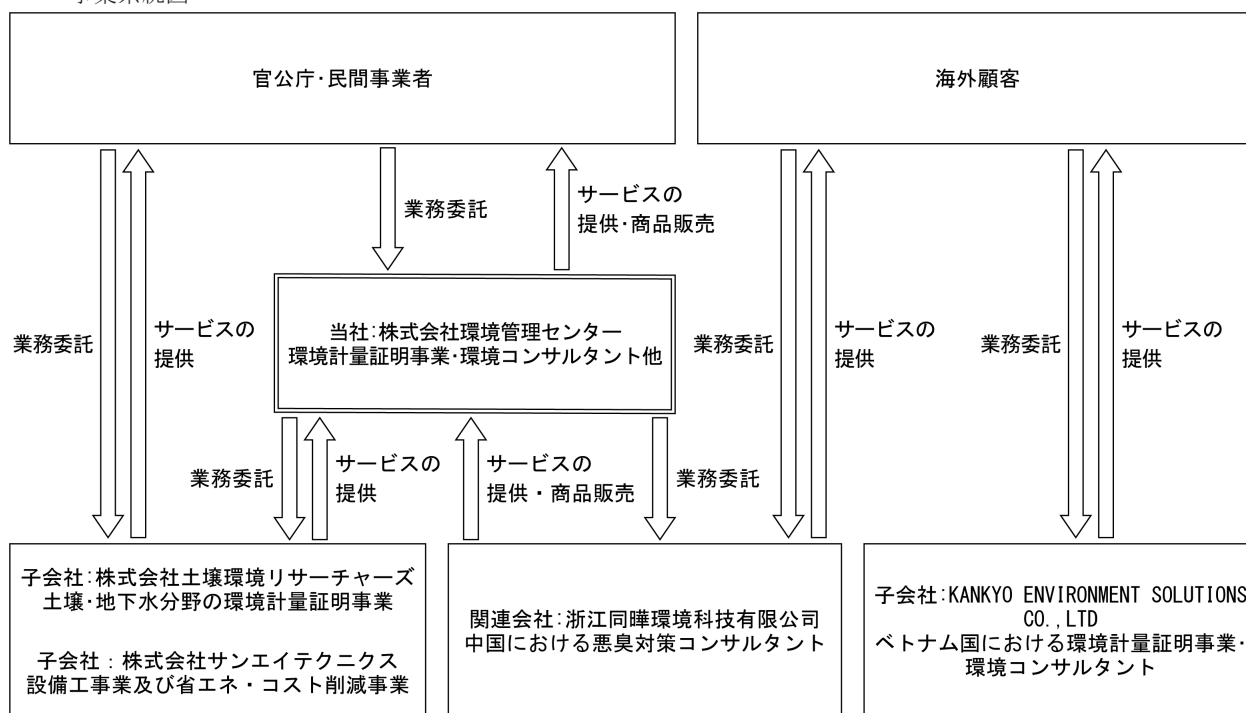 事業系統図
官公庁・民間事業者
海外顧客
業務委託
サービスの
提供・商品販売
業務委託
サービスの
提供
当社:株式会社環境管理センター
環境計量証明事業・環境コンサルタント他
業務委託
サービスの
提供
業務委託
サービスの
提供
業務委託
サービスの
提供
サービスの
提供・商品販売
業務委託
子会社:株式会社土壌環境リサーチャーズ
土壌・地下水分野の環境計量証明事業
子会社：株式会社サンエイテクニクス
設備工事業及び省エネ・コスト削減事業
関連会社:浙江同曄環境科技有限公司
中国における悪臭対策コンサルタント
子会社:KANKYO ENVIRONMENT SOLUTIONS
CO.,LTD
ベトナム国における環境計量証明事業・
環境コンサルタント